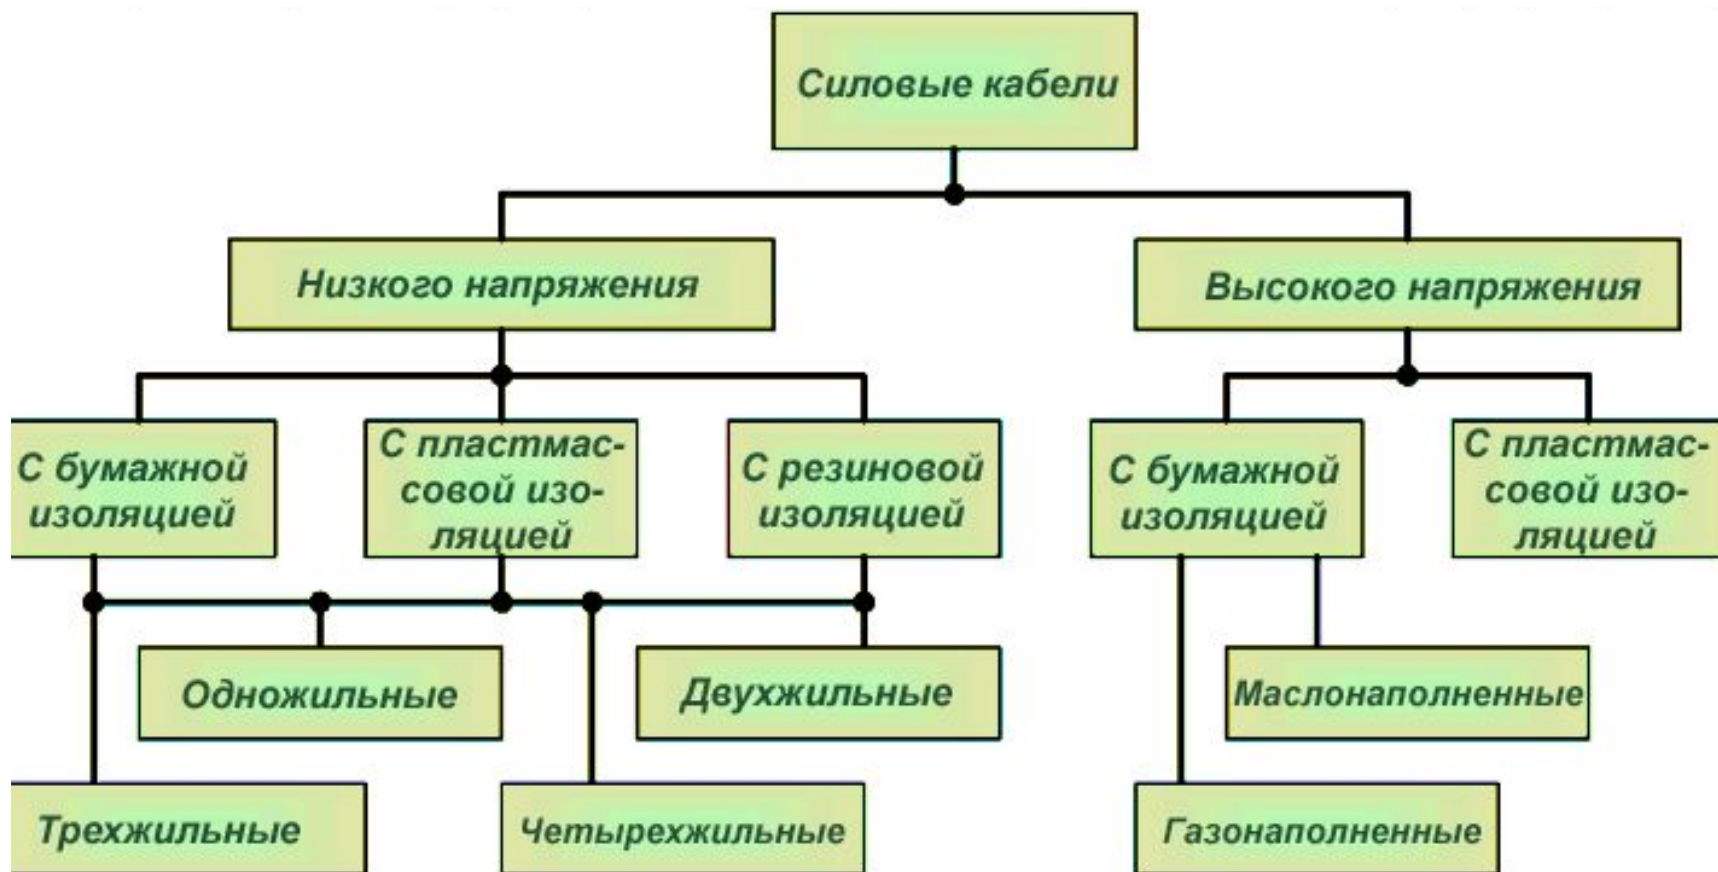 Силовые кабели
Низкого напряжения
Высокого напряжения
С бумажной
изоляцией
С пластмас-
совой изо-
ляцией
С резиновой
изоляцией
С бумажной
изоляцией
С пластмас-
совой изо-
ляцией
Одножильные
Двухжильные
Маслонаполненные
Трехжильные
Четырехжильные
Газонаполненные